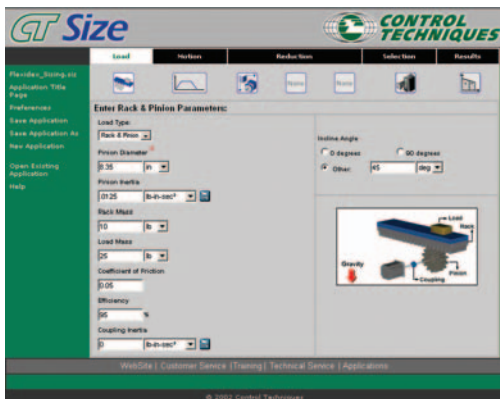 CT Size
CONTROL
TECHNIQUES
Load Motion Reduction Selection Results
Flexidex_Sizing.siz
Application Title
Page
Preferences
Save Application
Save Application As
New Application
Open Existing
Application
Help
None None
Enter Rack & Pinion Parameters:
Load Type:
Rack & Pinion
Pinion Diameter
8.35 in
Pinion Inertia
.0125 lb-in-sec²
Rack Mass
10 lb
Load Mass
25 lb
Coefficient of Friction
0.05
Efficiency
95 %
Coupling Inertia
0 lb-in-sec²
Incline Angle
0 degrees 90 degrees
Other: 45 deg
Load
Rack
Gravity
Pinion
Coupling
WebSite | Customer Service | Training | Technical Service | Applications
© 2002 Control Techniques